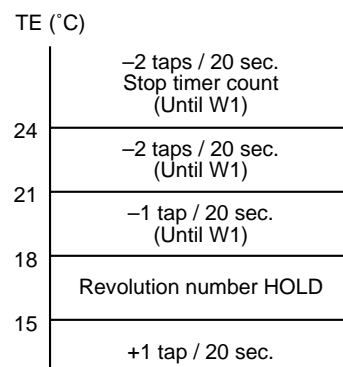 TE (˚C)
–2 taps / 20 sec.
Stop timer count
(Until W1)
24
–2 taps / 20 sec.
(Until W1)
21
–1 tap / 20 sec.
(Until W1)
18
Revolution number HOLD
15
+1 tap / 20 sec.